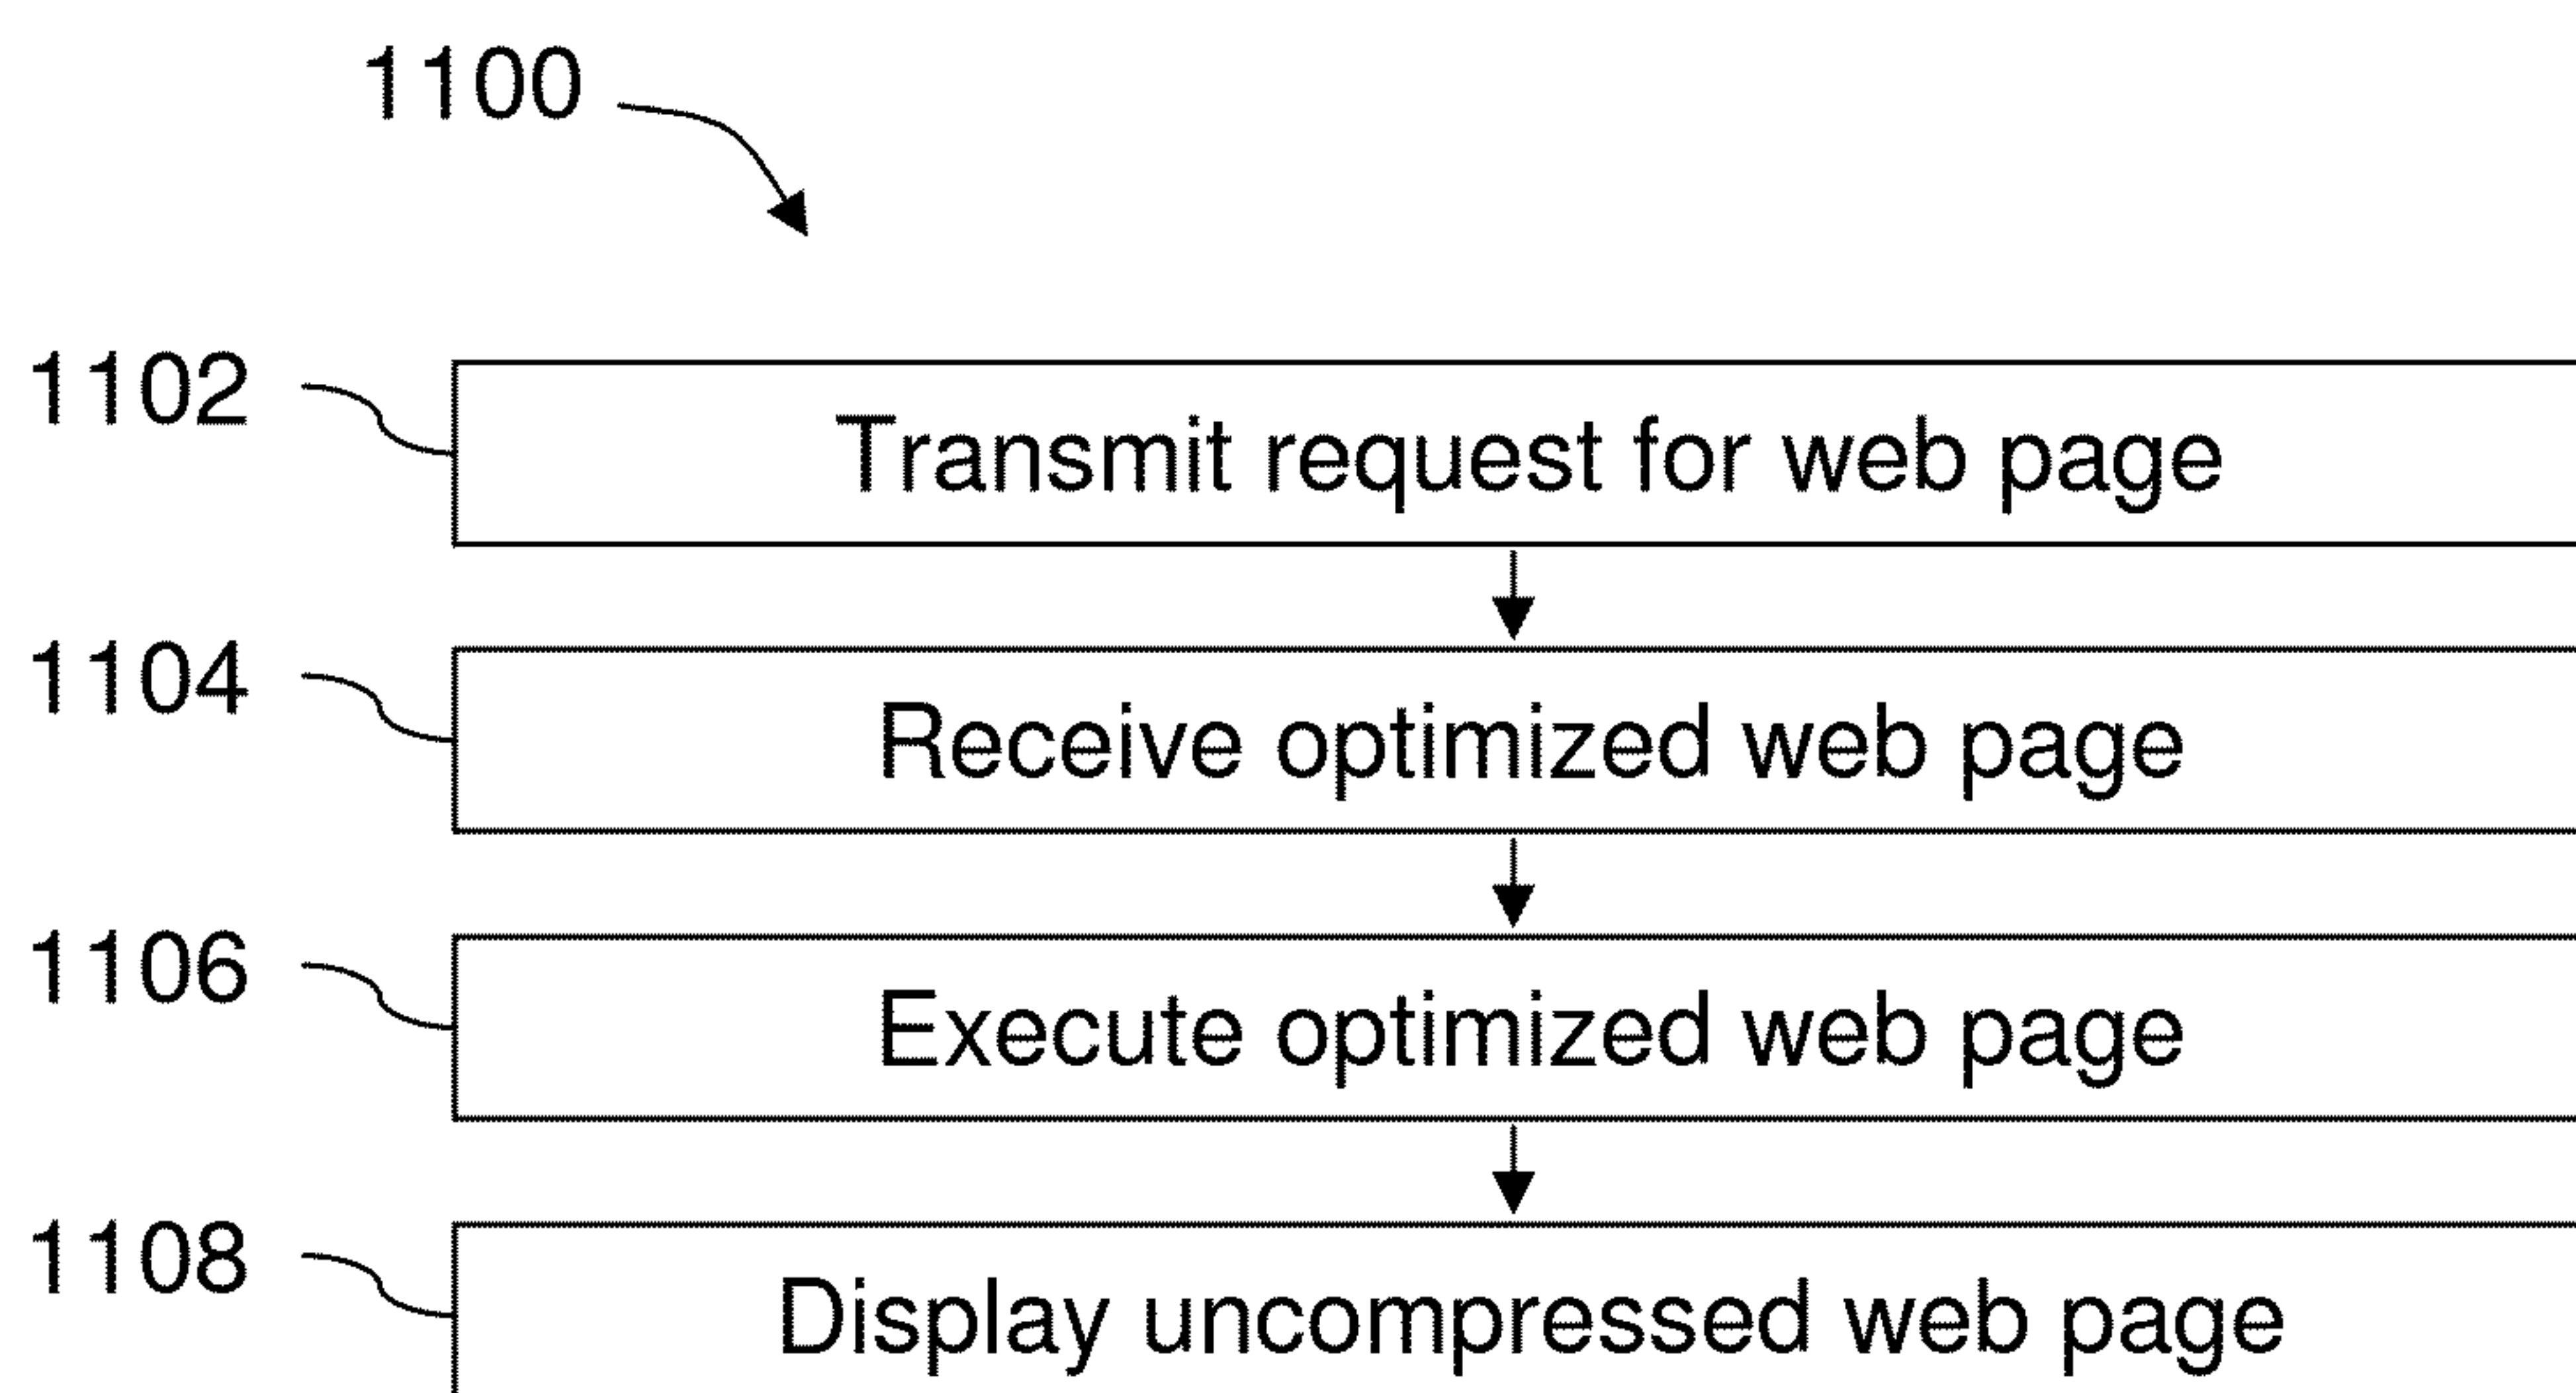 1100
1102
Transmit request for web page
1104
Receive optimized web page
1106
Execute optimized web page
1108
Display uncompressed web page